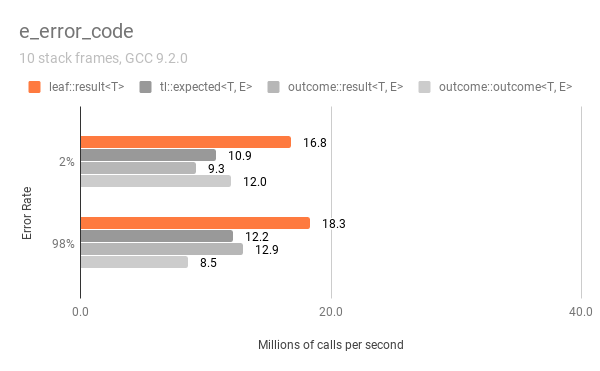 e_error_code
10 stack frames, GCC 9.2.0
leaf::result<T> tl::expected<T, E> outcome::result<T, E> outcome::outcome<T, E>
Error Rate
2%
16.8
10.9
9.3
12.0
98%
18.3
12.2
12.9
8.5
0.0 20.0 40.0
Millions of calls per second